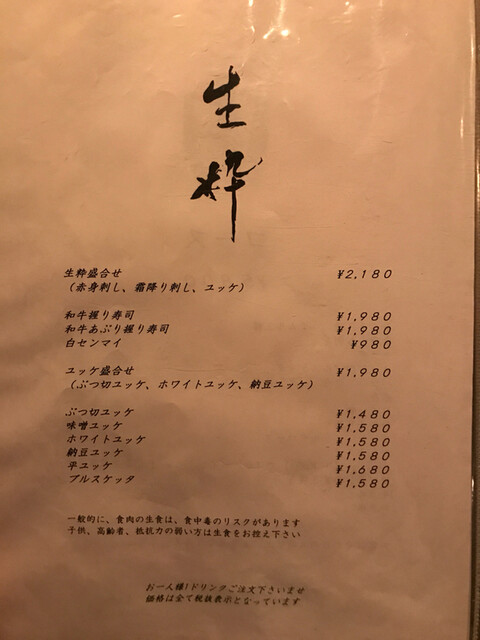 生粋
生粋盛合せ ¥2,180
(赤身刺し、霜降り刺し、ユッケ)
和牛握り寿司 ¥1,980
和牛あぶり握り寿司 ¥1,980
白センマイ ¥980
ユッケ盛合せ ¥1,980
(ぶつ切ユッケ、ホワイトユッケ、納豆ユッケ)
ぶつ切ユッケ ¥1,480
味噌ユッケ ¥1,580
ホワイトユッケ ¥1,580
納豆ユッケ ¥1,580
平ユッケ ¥1,680
ブルスケッタ ¥1,580
一般的に、食肉の生食は、食中毒のリスクがあります
子供、高齢者、抵抗力の弱い方は生食をお控え下さい
お一人様1ドリンクご注文下さいませ
価格は全て税抜表示となっています